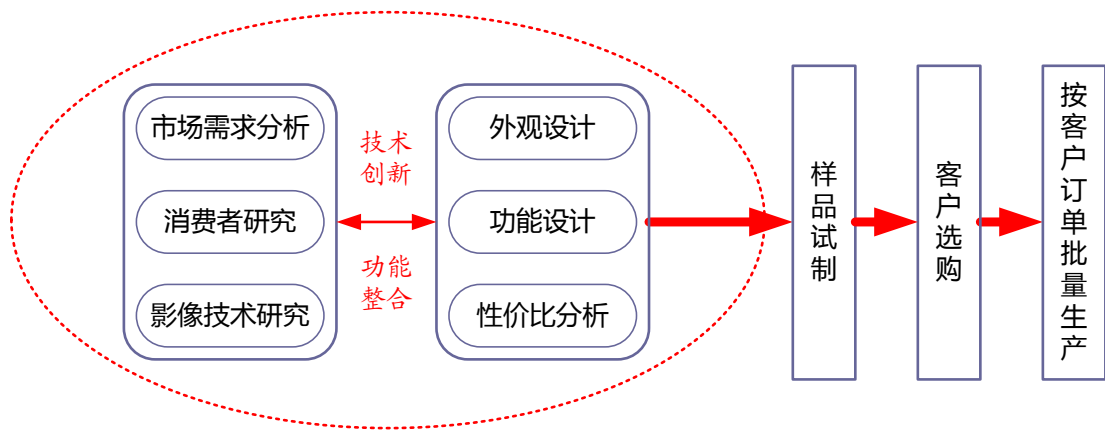 市场需求分析
消费者研究
影像技术研究
技术
创新
功能
整合
外观设计
功能设计
性价比分析
样品试制
客户选购
按客户订单批量生产